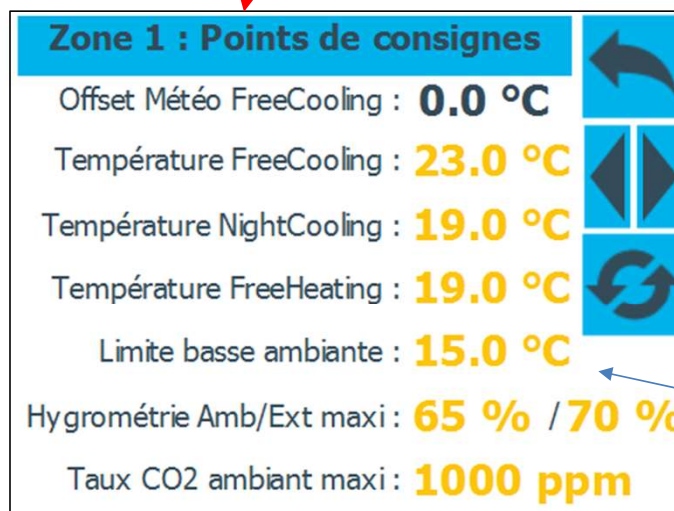 Zone 1 : Points de consignes
Offset Météo FreeCooling : 0.0 °C
Température FreeCooling : 23.0 °C
Température NightCooling : 19.0 °C
Température FreeHeating : 19.0 °C
Limite basse ambiante : 15.0 °C
Hygrométrie Amb/Ext maxi : 65 % / 70 %
Taux CO2 ambiant maxi : 1000 ppm